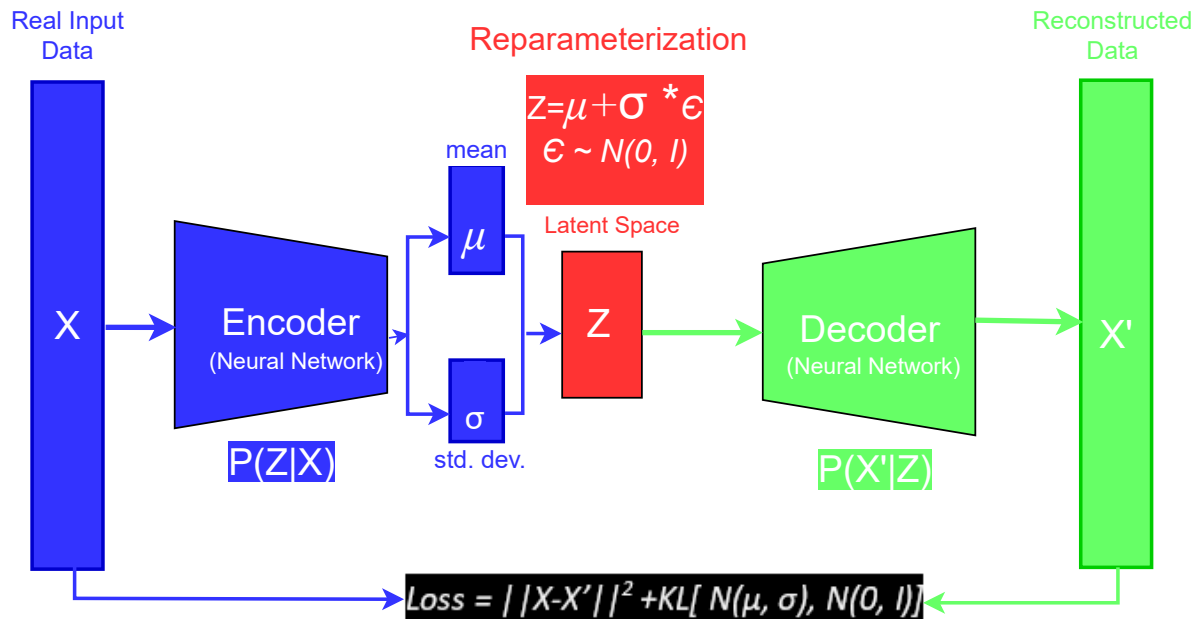 Real Input
Data
Reparameterization
Reconstructed
Data
Z=μ+σ *ϵ
ϵ ~ N(0, I)
mean
μ
Latent Space
X
Encoder
(Neural Network)
Z
Decoder
(Neural Network)
X'
σ
std. dev.
P(Z|X)
P(X'|Z)
Loss = ||X-X’||² +KL[ N(μ, σ), N(0, I)]